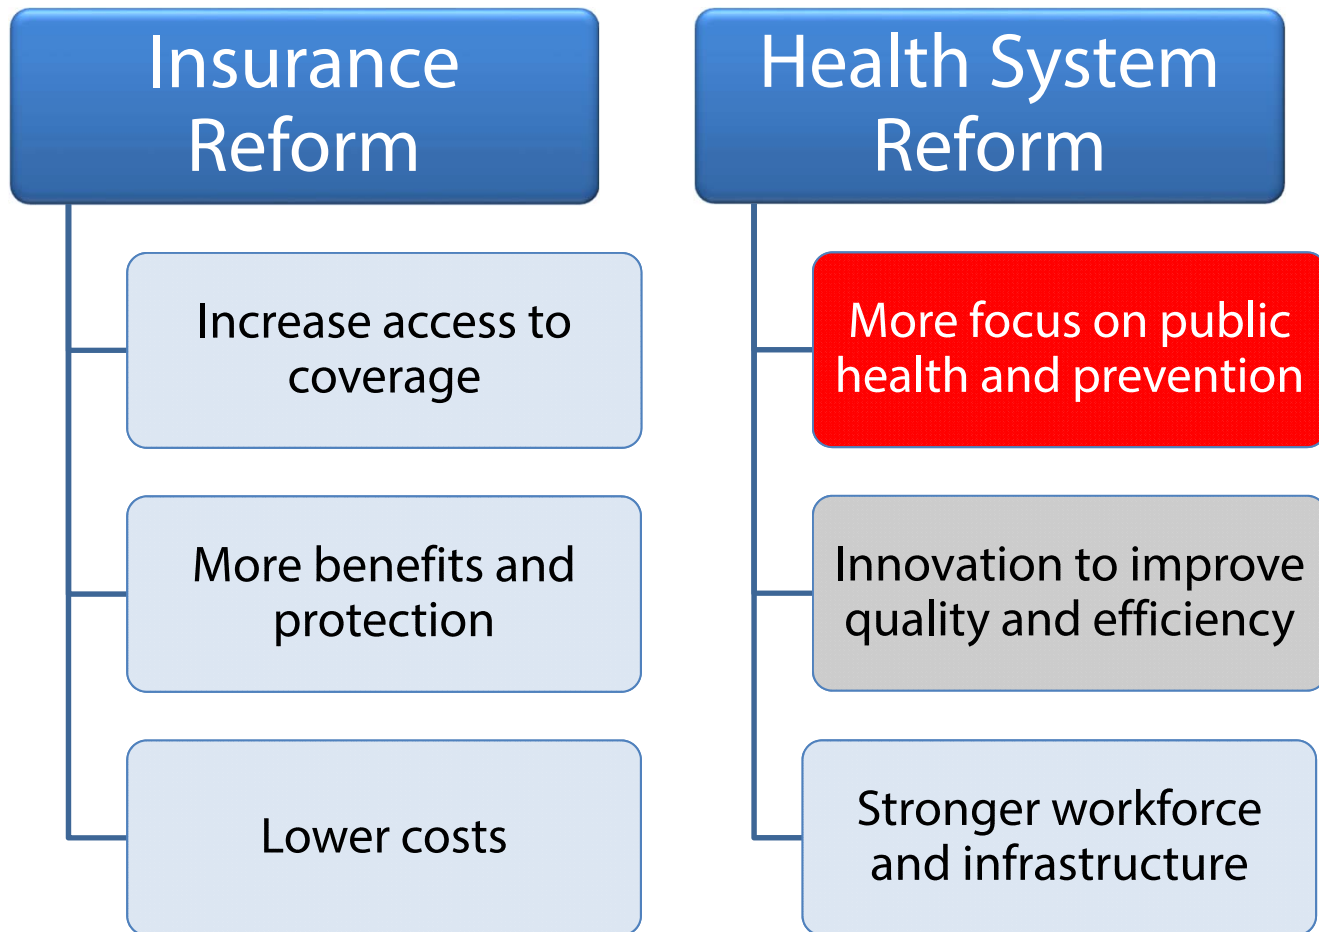 Insurance
Reform
Increase access to
coverage
More benefits and
protection
Lower costs
Health System
Reform
More focus on public
health and prevention
Innovation to improve
quality and efficiency
Stronger workforce
and infrastructure